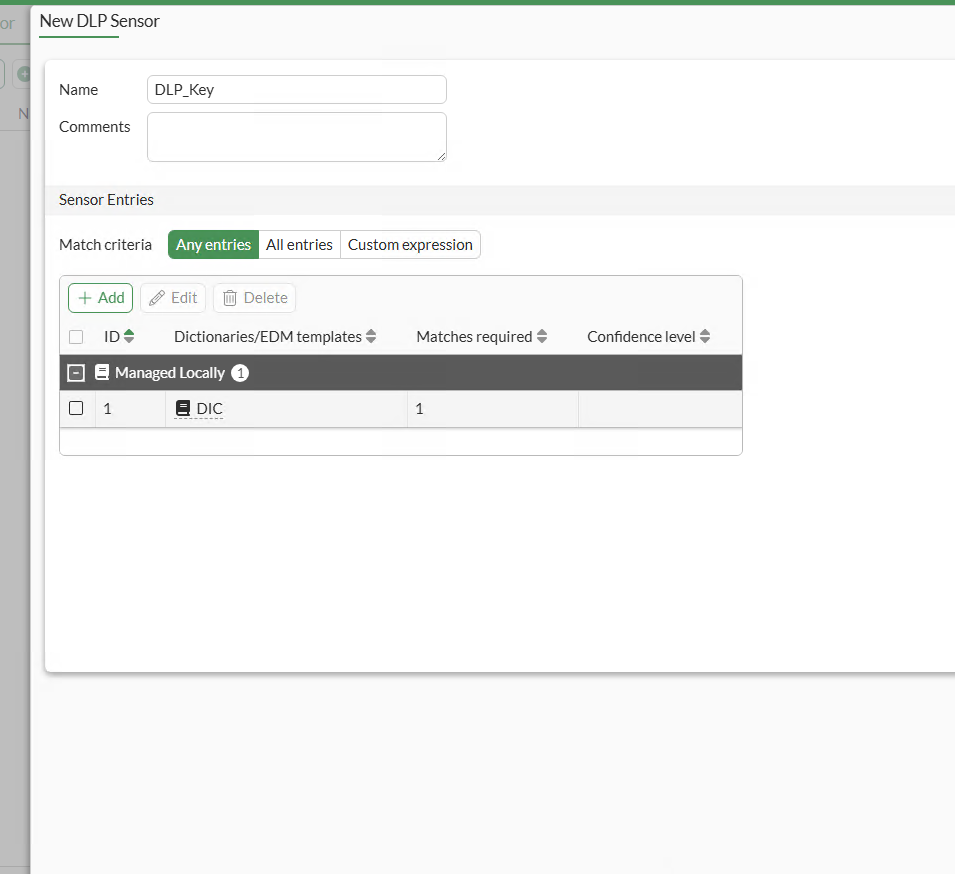 or
New DLP Sensor
Name
DLP_Key
Comments
N
Sensor Entries
Match criteria
Any entries
All entries
Custom expression
Add
Edit
Delete
ID
Dictionaries/EDM templates
Matches required
Confidence level
Managed Locally 1
1
DIC
1